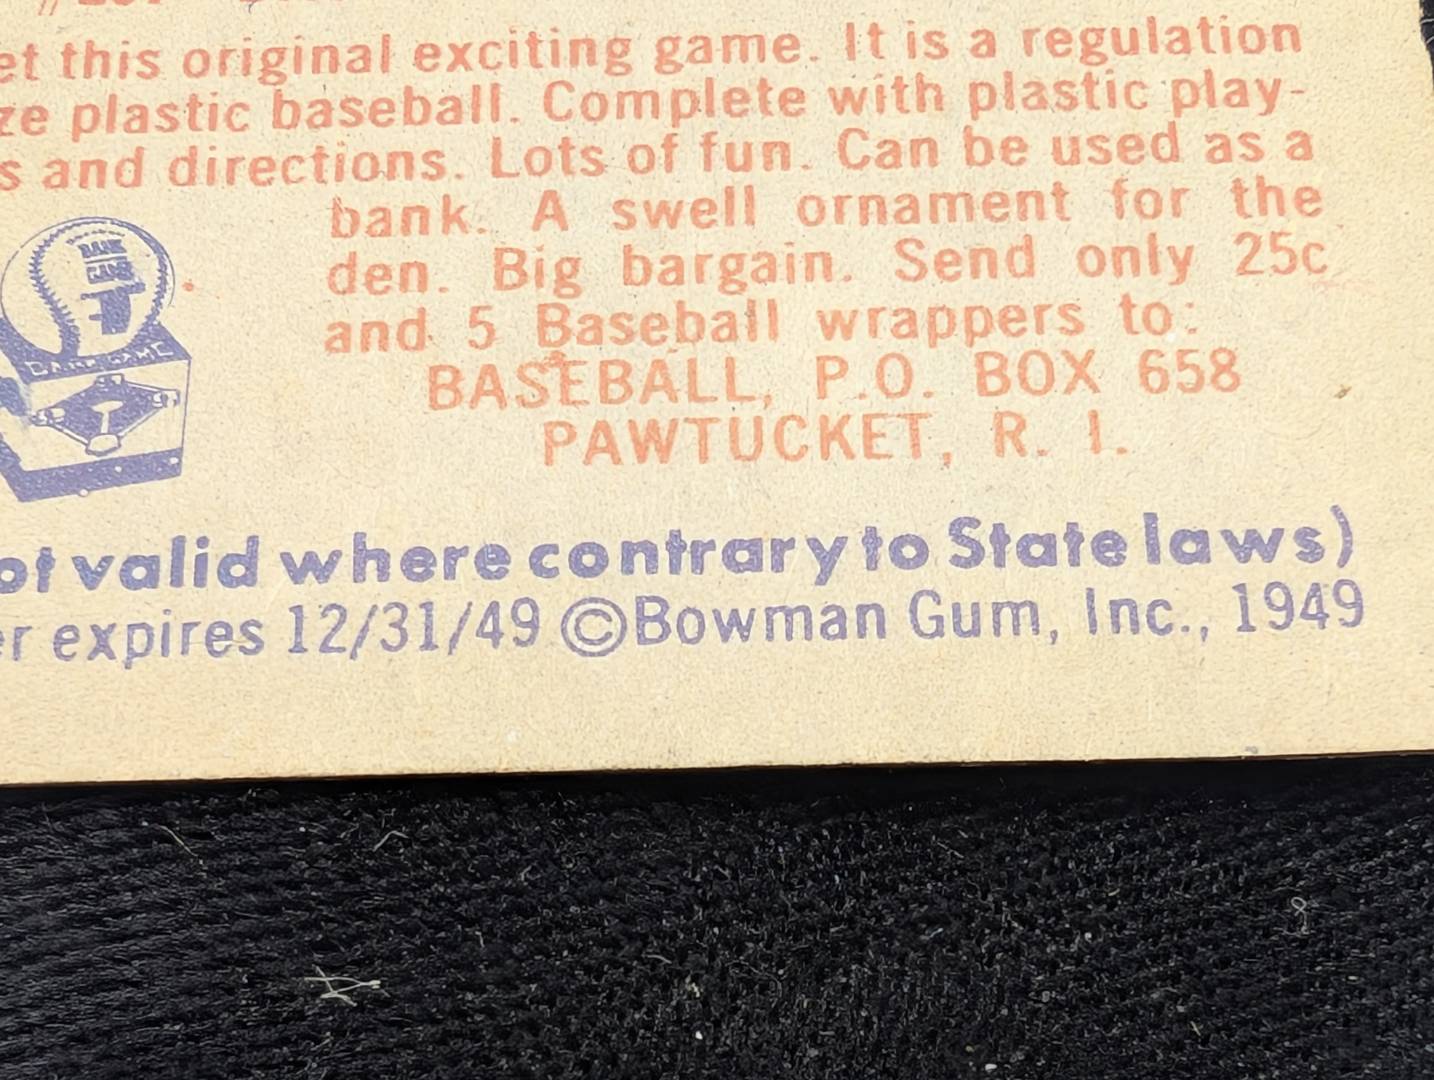 et this original exciting game. It is a regulation
ze plastic baseball. Complete with plastic play-
s and directions. Lots of fun. Can be used as a
bank. A swell ornament for the
den. Big bargain. Send only 25c
and 5 Baseball wrappers to:
BASEBALL, P.O. BOX 658
PAWTUCKET, R. I.
BANK
GAME
ot valid where contrary to State laws)
er expires 12/31/49 ©Bowman Gum, Inc., 1949